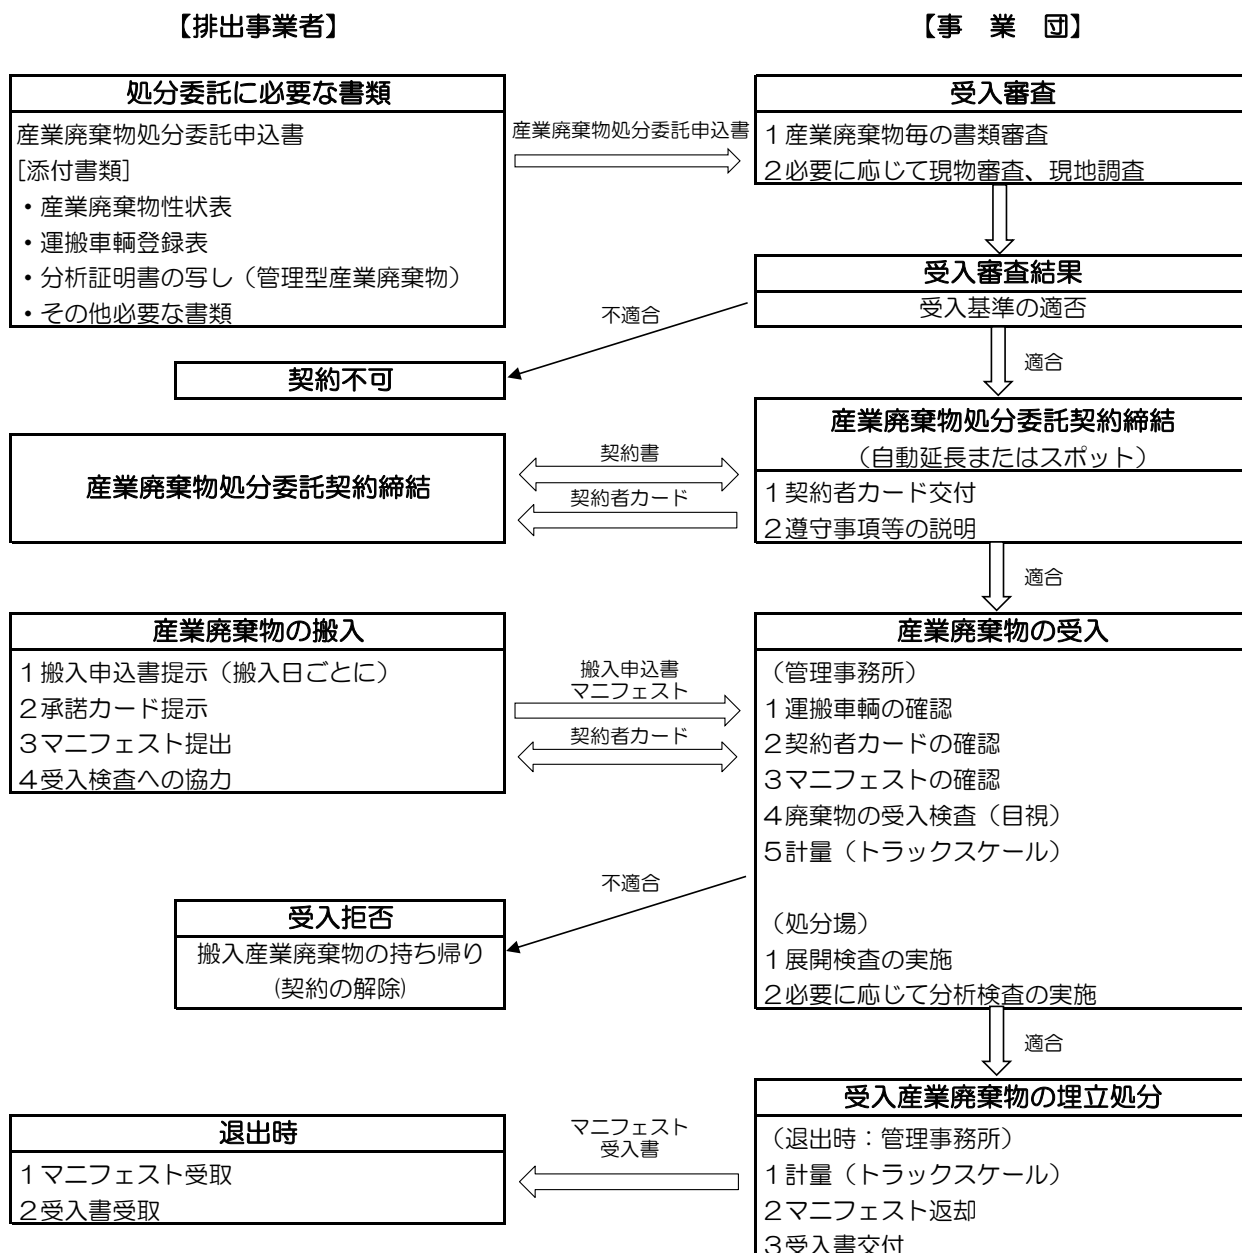 【排出事業者】
【事　業　団】
処分委託に必要な書類
産業廃棄物処分委託申込書
[添付書類]
・産業廃棄物性状表
・運搬車輌登録表
・分析証明書の写し（管理型産業廃棄物）
・その他必要な書類
産業廃棄物処分委託申込書
受入審査
1産業廃棄物毎の書類審査
2必要に応じて現物審査、現地調査
受入審査結果
受入基準の適否
不適合
契約不可
適合
産業廃棄物処分委託契約締結
（自動延長またはスポット）
1契約者カード交付
2遵守事項等の説明
契約書
契約者カード
産業廃棄物処分委託契約締結
適合
産業廃棄物の搬入
1搬入申込書提示（搬入日ごとに）
2承諾カード提示
3マニフェスト提出
4受入検査への協力
搬入申込書
マニフェスト
契約者カード
産業廃棄物の受入
（管理事務所）
1運搬車輌の確認
2契約者カードの確認
3マニフェストの確認
4廃棄物の受入検査（目視）
5計量（トラックスケール）
（処分場）
1展開検査の実施
2必要に応じて分析検査の実施
不適合
受入拒否
搬入産業廃棄物の持ち帰り
(契約の解除)
適合
受入産業廃棄物の埋立処分
（退出時：管理事務所）
1計量（トラックスケール）
2マニフェスト返却
3受入書交付
マニフェスト
受入書
退出時
1マニフェスト受取
2受入書受取